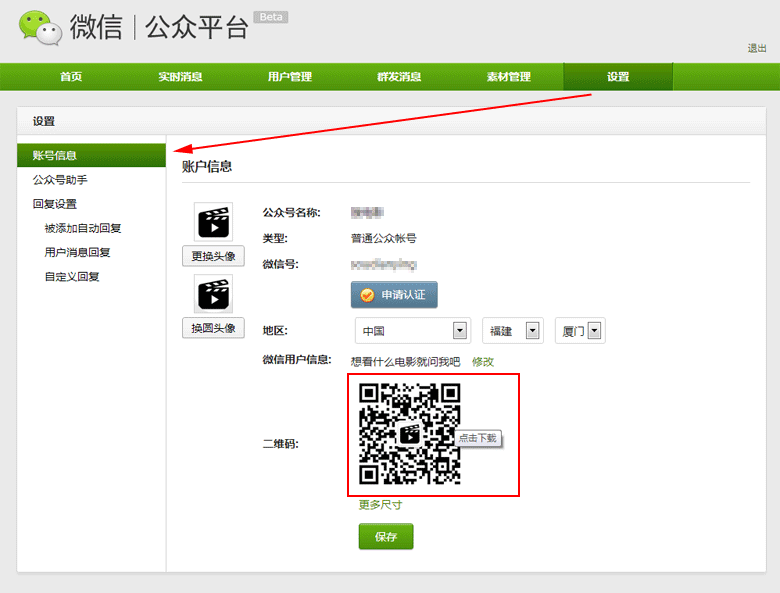 微信 | 公众平台 Beta
退出
首页 实时消息 用户管理 群发消息 素材管理 设置
设置
账号信息
公众号助手
回复设置
被添加自动回复
用户消息回复
自定义回复
账户信息
更换头像
换圆头像
公众号名称:
类型: 普通公众帐号
微信号:
申请认证
地区: 中国 福建 厦门
微信用户信息: 想看什么电影就问我吧 修改
二维码:
点击下载
更多尺寸
保存